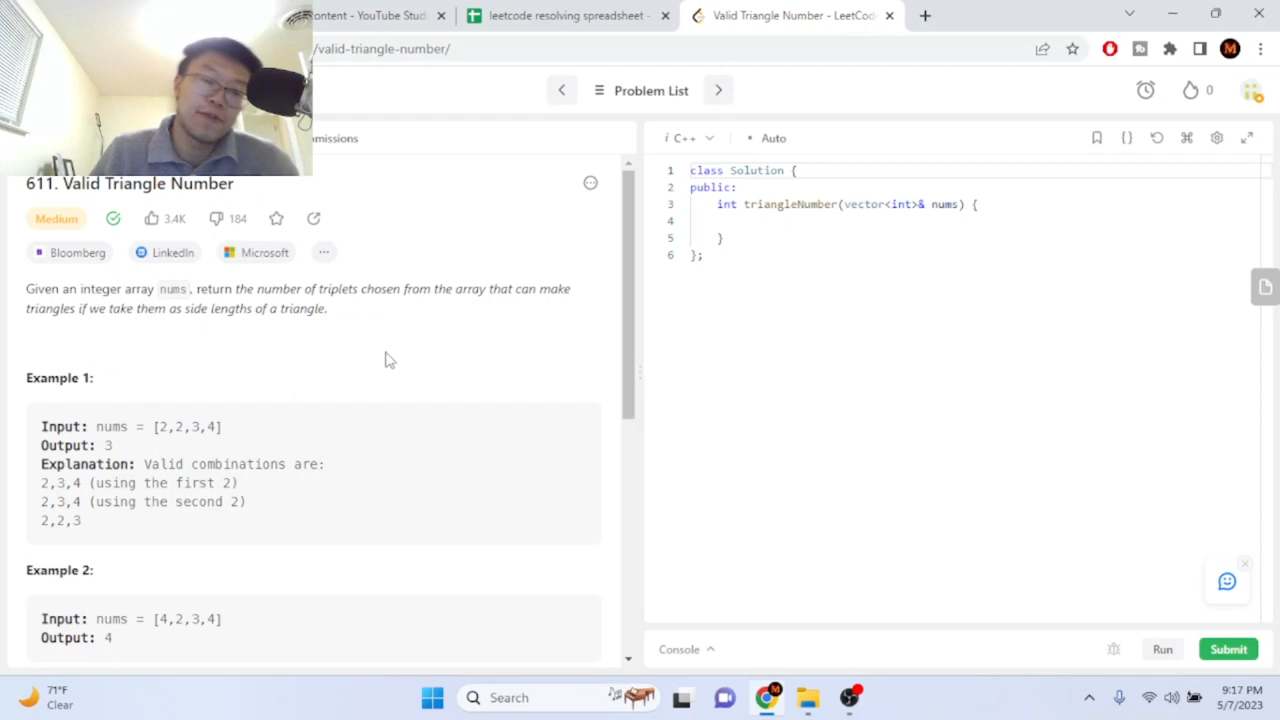 content - YouTube Studi
leetcode resolving spreadsheet -
Valid Triangle Number - LeetCod
/valid-triangle-number/
M
Problem List
0
missions
i C++
• Auto
611. Valid Triangle Number
Medium
3.4K
184
Bloomberg
LinkedIn
Microsoft
Given an integer array nums, return the number of triplets chosen from the array that can make
triangles if we take them as side lengths of a triangle.
Example 1:
Input: nums = [2,2,3,4]
Output: 3
Explanation: Valid combinations are:
2,3,4 (using the first 2)
2,3,4 (using the second 2)
2,2,3
Example 2:
Input: nums = [4,2,3,4]
Output: 4
1 class Solution {
2 public:
3 int triangleNumber(vector<int>& nums) {
4
5 }
6 };
Console
Run
Submit
71°F
Clear
Search
M
9:17 PM
5/7/2023